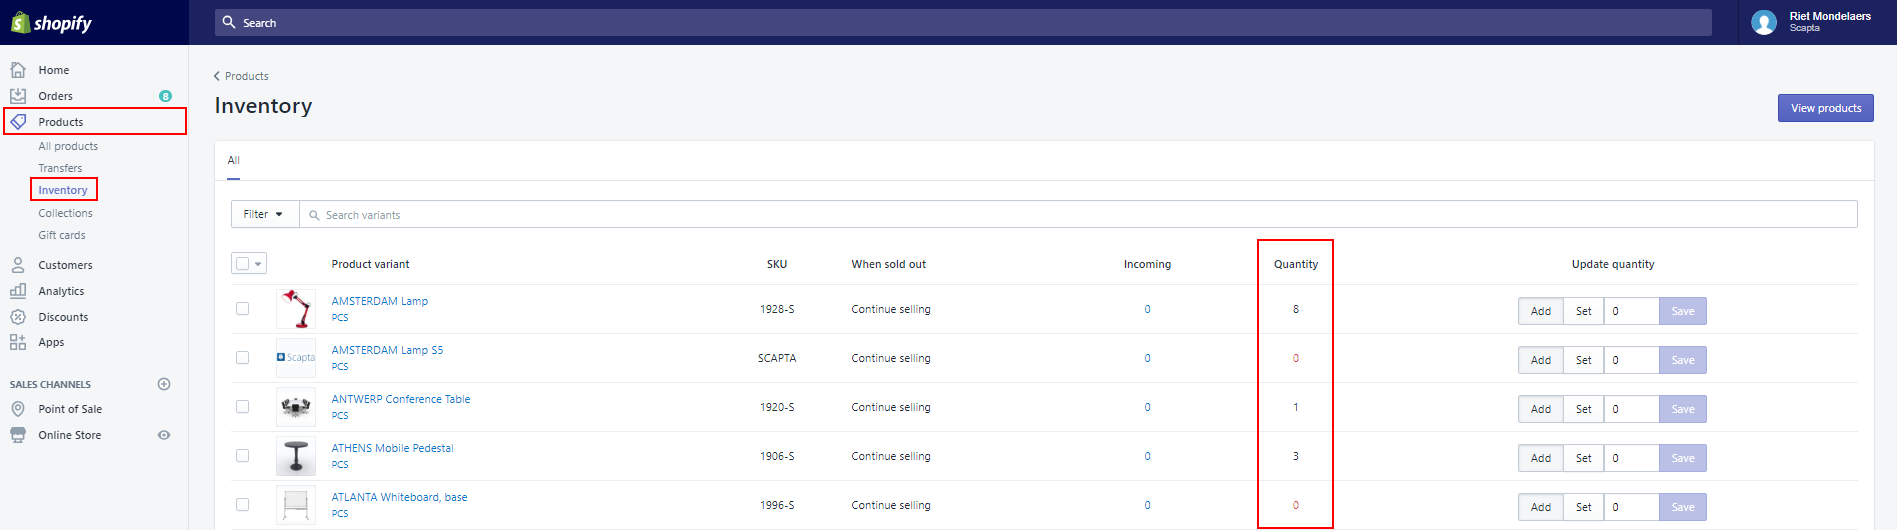 shopify
Search
Riet Mondelaers
Scapta
Home
Orders 8
Products
All products
Transfers
Inventory
Collections
Gift cards
Customers
Analytics
Discounts
Apps
SALES CHANNELS
Point of Sale
Online Store
Products
Inventory
View products
All
Filter
Search variants
Product variant SKU When sold out Incoming Quantity Update quantity
AMSTERDAM Lamp
PCS
1928-S Continue selling 0 8 Add Set 0 Save
AMSTERDAM Lamp S5
PCS
Scapta
SCAPTA Continue selling 0 0 Add Set 0 Save
ANTWERP Conference Table
PCS
1920-S Continue selling 0 1 Add Set 0 Save
ATHENS Mobile Pedestal
PCS
1906-S Continue selling 0 3 Add Set 0 Save
ATLANTA Whiteboard, base
PCS
1996-S Continue selling 0 0 Add Set 0 Save